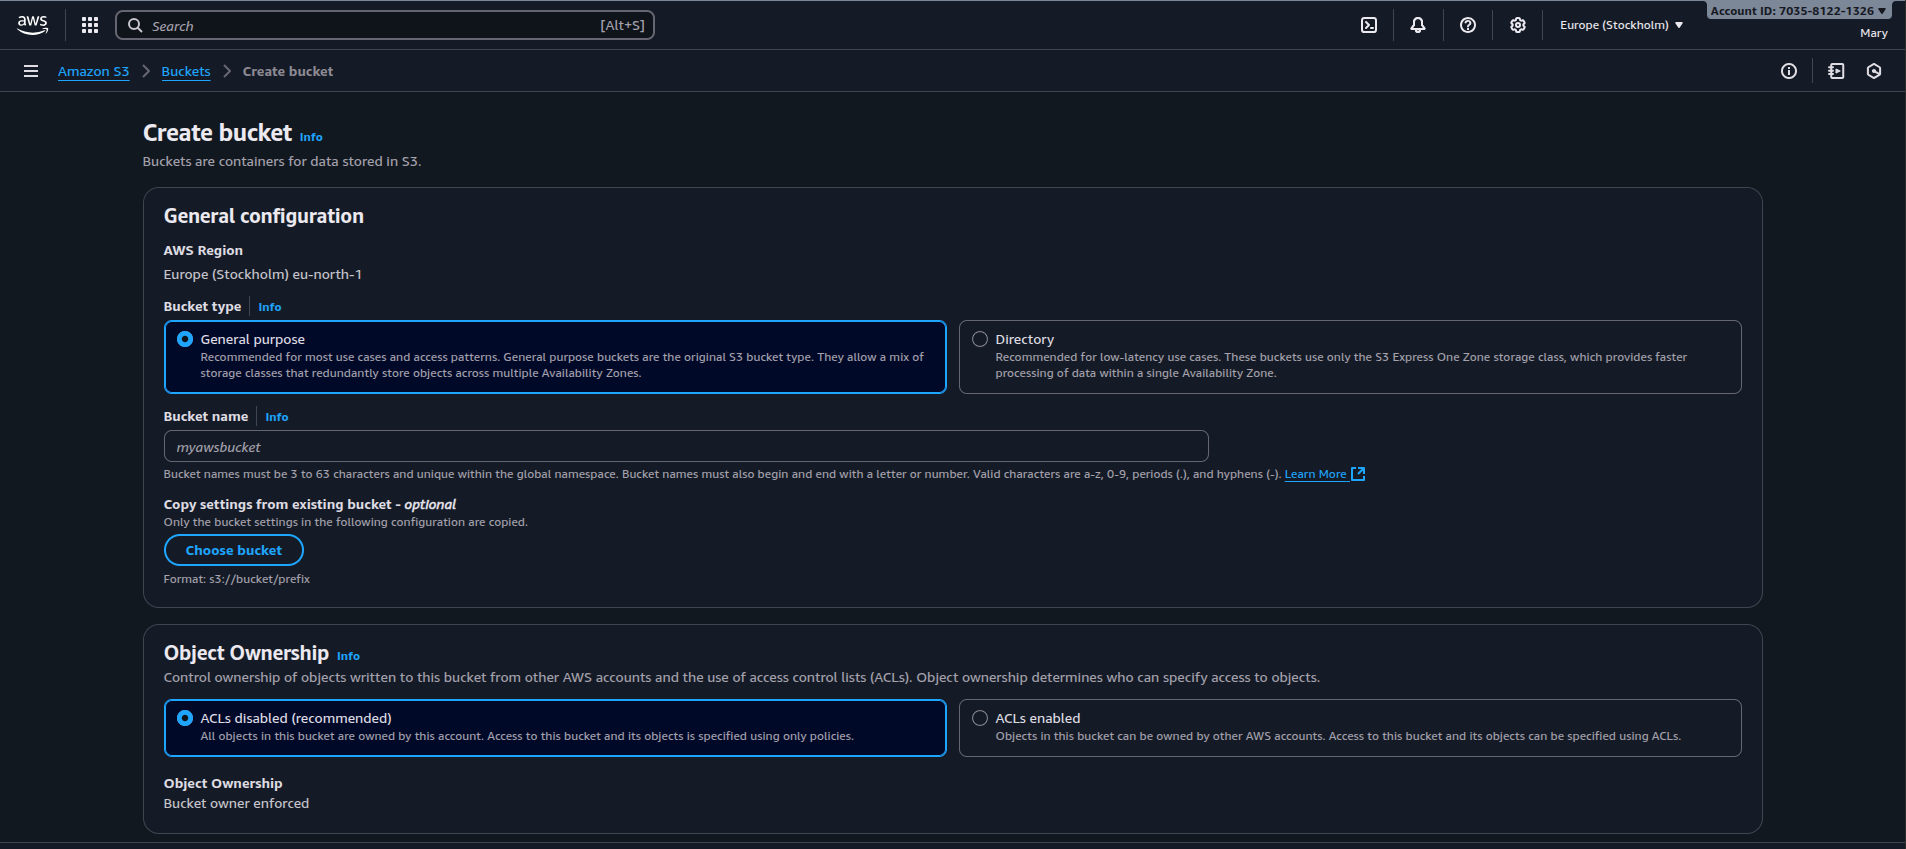 aws
Search
[Alt+S]
Europe (Stockholm)
Account ID: 7035-8122-1326
Mary
Amazon S3
Buckets
Create bucket
Create bucket Info
Buckets are containers for data stored in S3.
General configuration
AWS Region
Europe (Stockholm) eu-north-1
Bucket type Info
General purpose
Recommended for most use cases and access patterns. General purpose buckets are the original S3 bucket type. They allow a mix of
storage classes that redundantly store objects across multiple Availability Zones.
Directory
Recommended for low-latency use cases. These buckets use only the S3 Express One Zone storage class, which provides faster
processing of data within a single Availability Zone.
Bucket name Info
myawsbucket
Bucket names must be 3 to 63 characters and unique within the global namespace. Bucket names must also begin and end with a letter or number. Valid characters are a-z, 0-9, periods (.), and hyphens (-). Learn More
Copy settings from existing bucket - optional
Only the bucket settings in the following configuration are copied.
Choose bucket
Format: s3://bucket/prefix
Object Ownership Info
Control ownership of objects written to this bucket from other AWS accounts and the use of access control lists (ACLs). Object ownership determines who can specify access to objects.
ACLs disabled (recommended)
All objects in this bucket are owned by this account. Access to this bucket and its objects is specified using only policies.
ACLs enabled
Objects in this bucket can be owned by other AWS accounts. Access to this bucket and its objects can be specified using ACLs.
Object Ownership
Bucket owner enforced